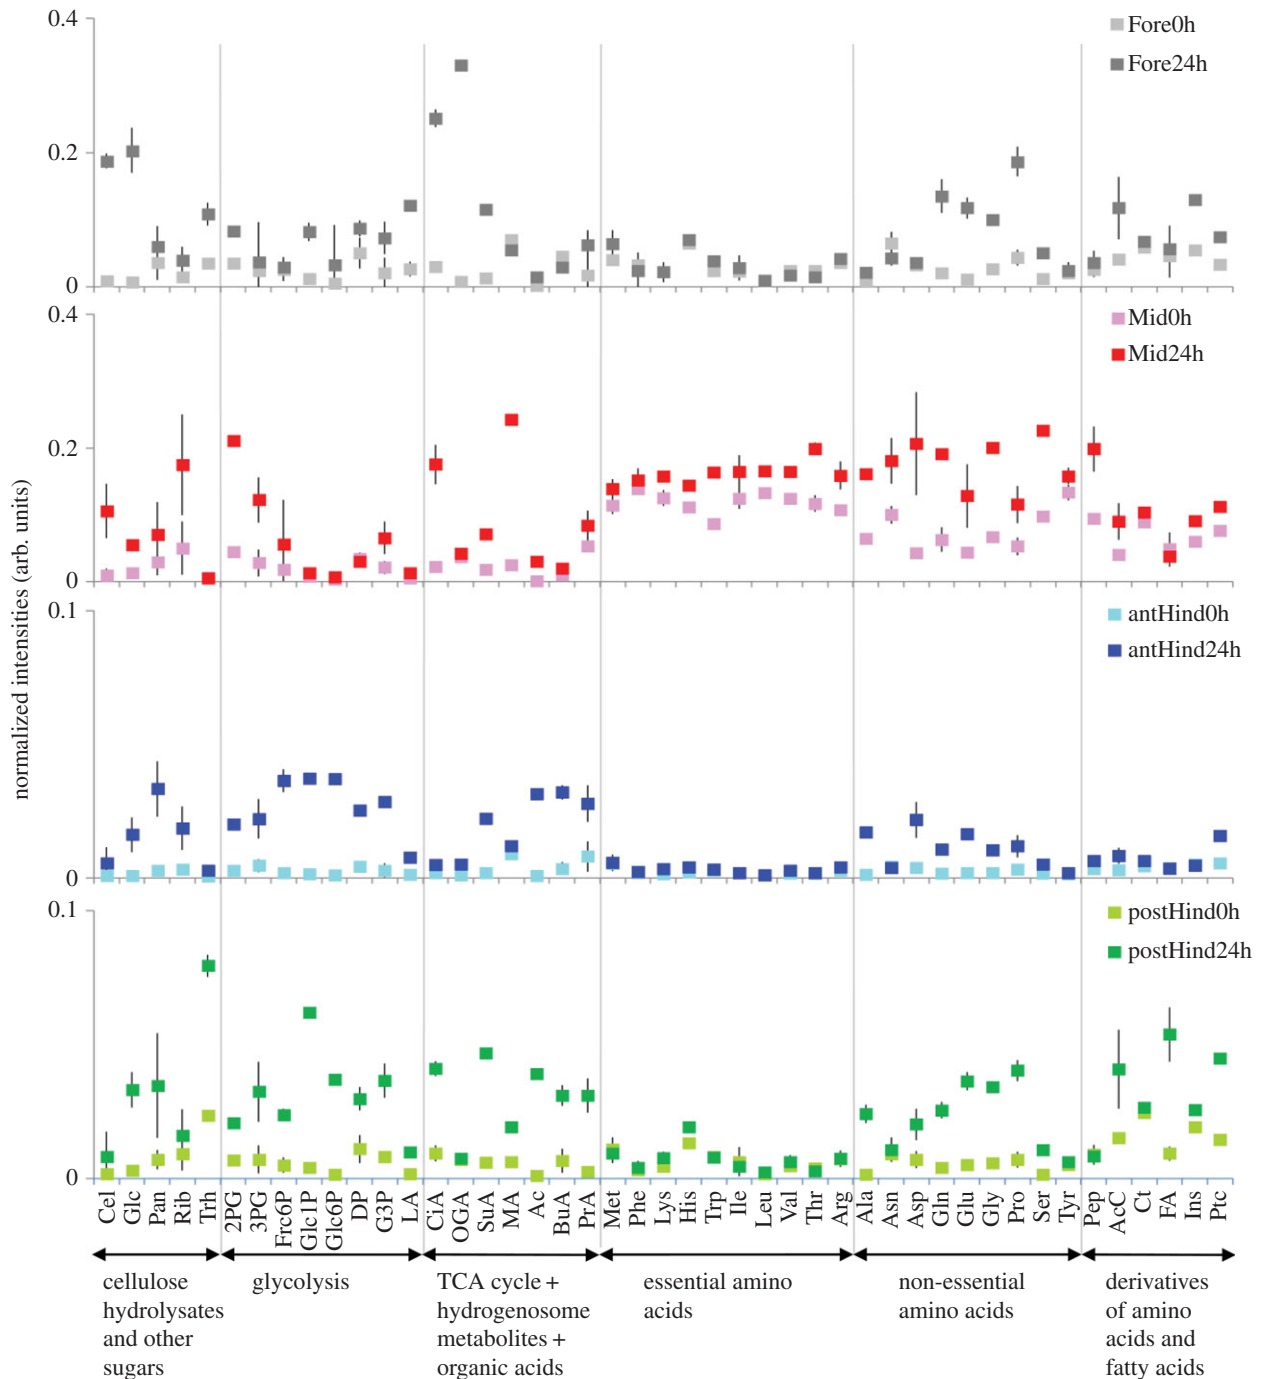 0.4
0.2
0
Fore0h
Fore24h
0.4
0.2
0
Mid0h
Mid24h
normalized intensities (arb. units)
0.1
0
antHind0h
antHind24h
0.1
0
postHind0h
postHind24h
Cel Glc Pan Rib Trh 2PG 3PG Frc6P Glc1P Glc6P DP G3P LA CiA OGA SuA MA Ac BuA PrA Met Phe Lys His Trp Ile Leu Val Thr Arg Ala Asn Asp Gln Glu Gly Pro Ser Tyr Pep AcC Ct FA Ins Ptc
cellulose
hydrolysates
and other
sugars
glycolysis
TCA cycle +
hydrogenosome
metabolites +
organic acids
essential amino
acids
non-essential
amino acids
derivatives
of amino
acids and
fatty acids